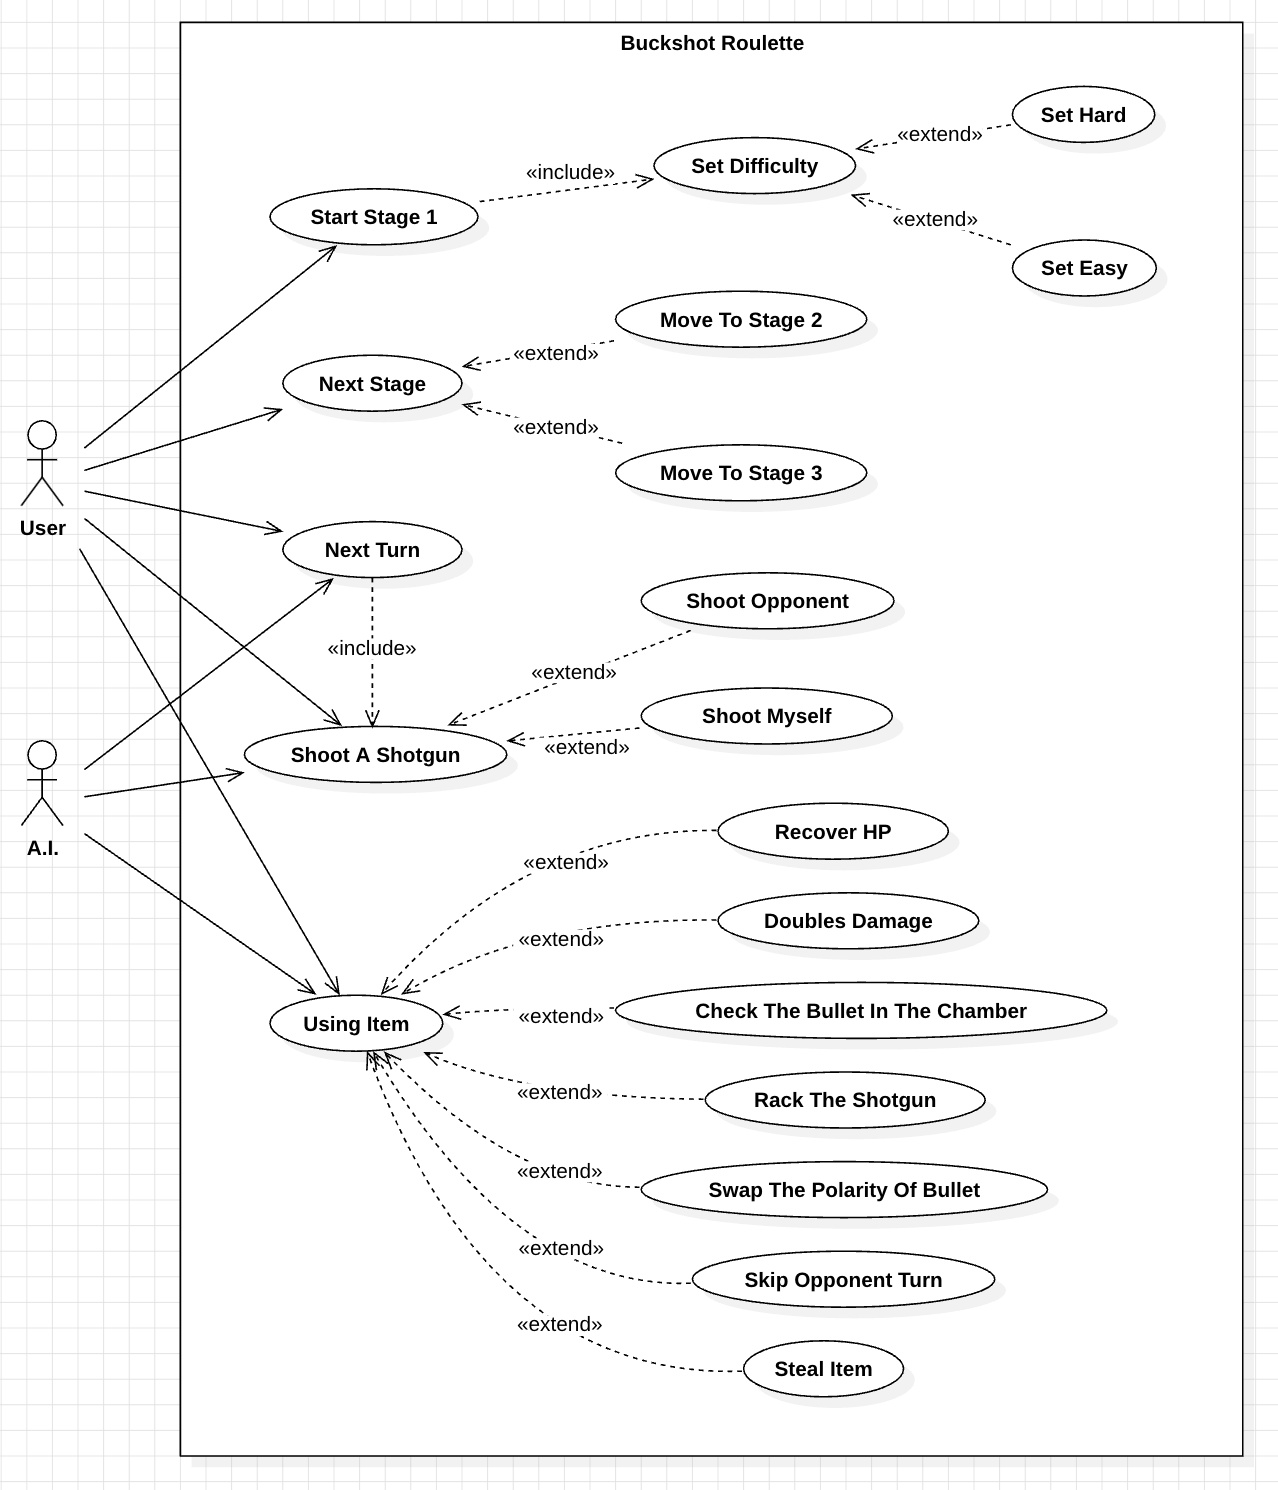 Buckshot Roulette
Set Hard
«extend»
Set Difficulty
«include»
Start Stage 1
«extend»
Set Easy
Move To Stage 2
«extend»
Next Stage
«extend»
Move To Stage 3
User
Next Turn
Shoot Opponent
«include»
«extend»
Shoot Myself
«extend»
Shoot A Shotgun
A.I.
Recover HP
«extend»
Doubles Damage
«extend»
Check The Bullet In The Chamber
«extend»
Using Item
Rack The Shotgun
«extend»
Swap The Polarity Of Bullet
«extend»
Skip Opponent Turn
«extend»
Steal Item
«extend»